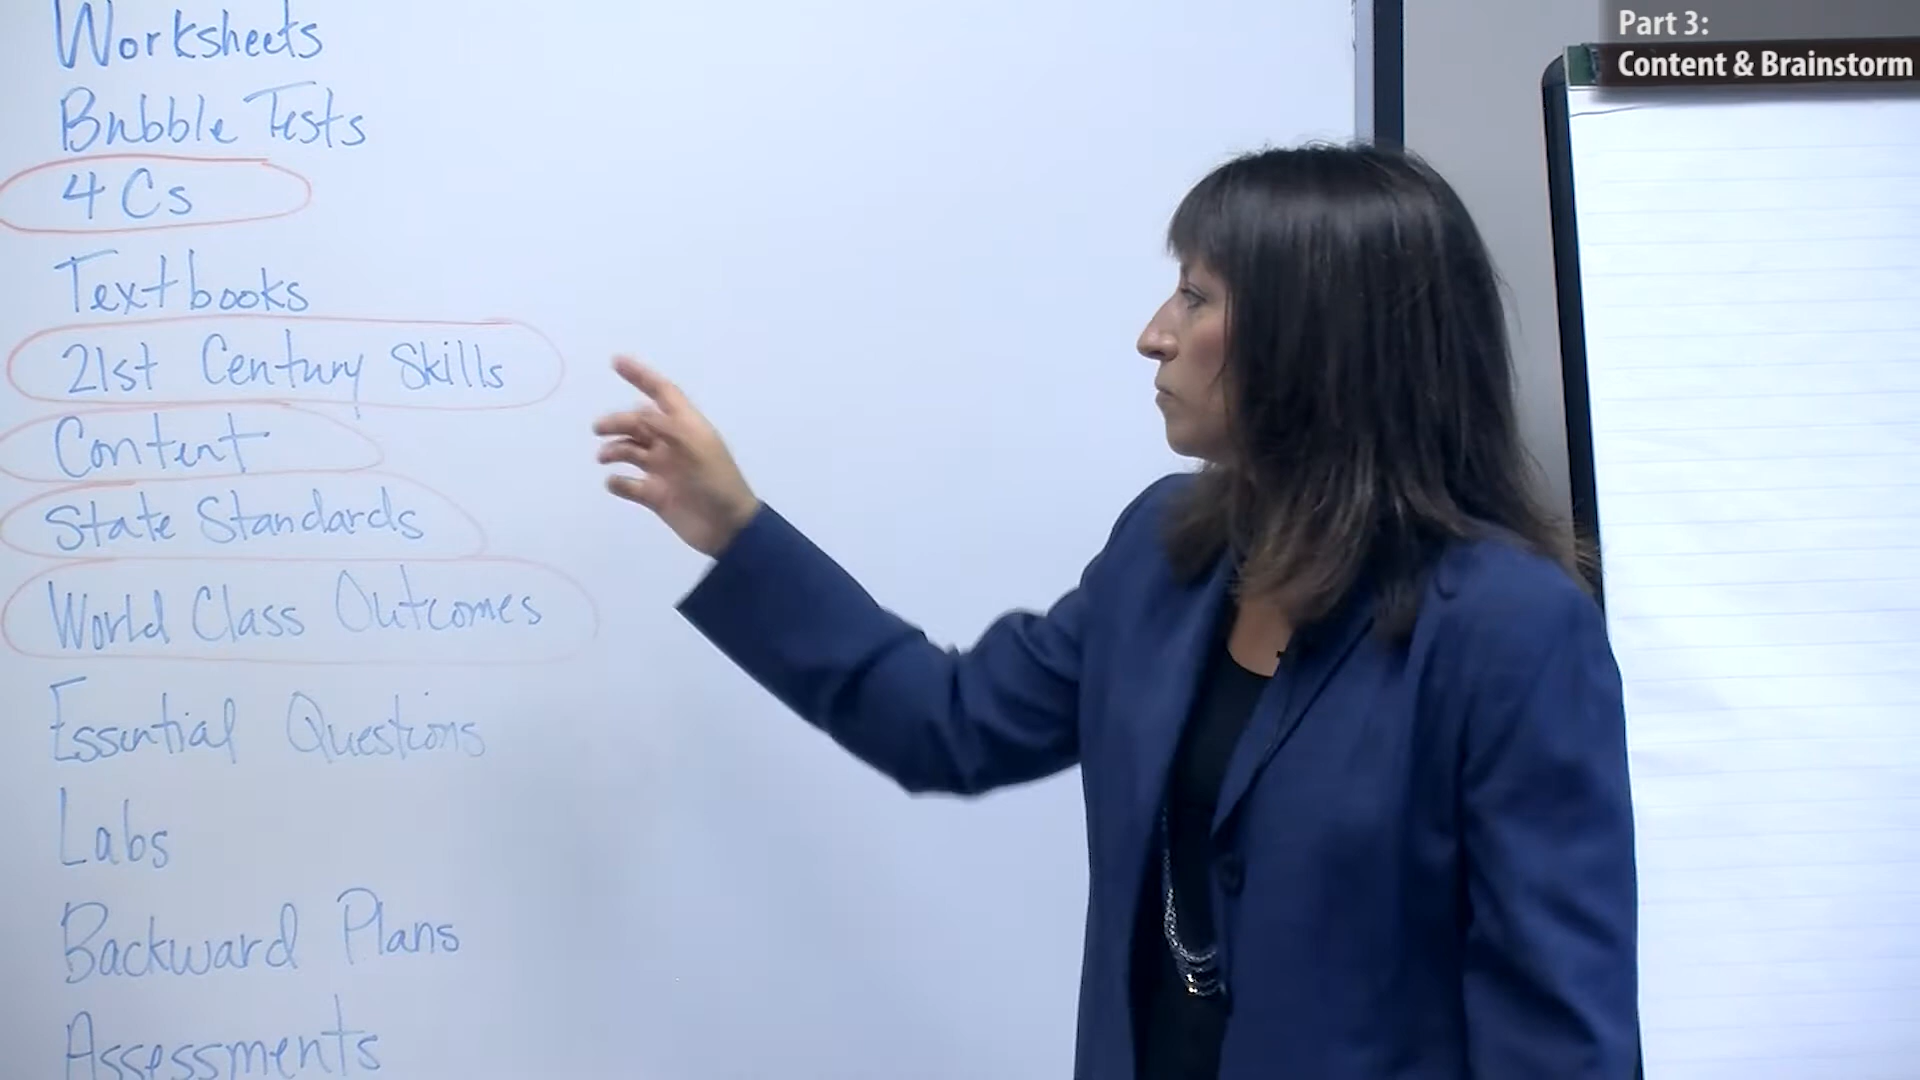 Worksheets
Bubble Tests
4 Cs
Textbooks
21st Century Skills
Content
State Standards
World Class Outcomes
Essential Questions
Labs
Backward Plans
Assessments
Part 3:
Content & Brainstorm